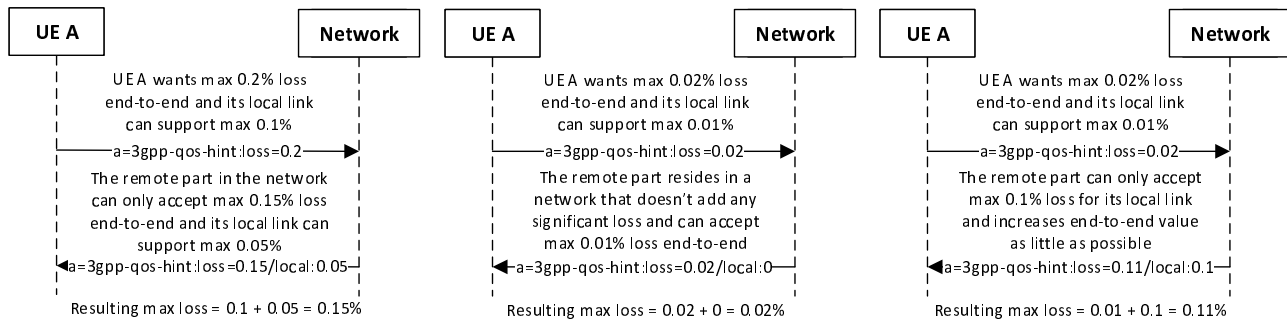 UE A
Network
UE A wants max 0.2% loss
end-to-end and its local link
can support max 0.1%
a=3gpp-qos-hint:loss=0.2
The remote part in the network
can only accept max 0.15% loss
end-to-end and its local link can
support max 0.05%
a=3gpp-qos-hint:loss=0.15/local:0.05
Resulting max loss = 0.1 + 0.05 = 0.15%
UE A
Network
UE A wants max 0.02% loss
end-to-end and its local link
can support max 0.01%
a=3gpp-qos-hint:loss=0.02
The remote part resides in a
network that doesn't add any
significant loss and can accept
max 0.01% loss end-to-end
a=3gpp-qos-hint:loss=0.02/local:0
Resulting max loss = 0.02 + 0 = 0.02%
UE A
Network
UE A wants max 0.02% loss
end-to-end and its local link
can support max 0.01%
a=3gpp-qos-hint:loss=0.02
The remote part can only accept
max 0.1% loss for its local link
and increases end-to-end value
as little as possible
a=3gpp-qos-hint:loss=0.11/local:0.1
Resulting max loss = 0.01 + 0.1 = 0.11%